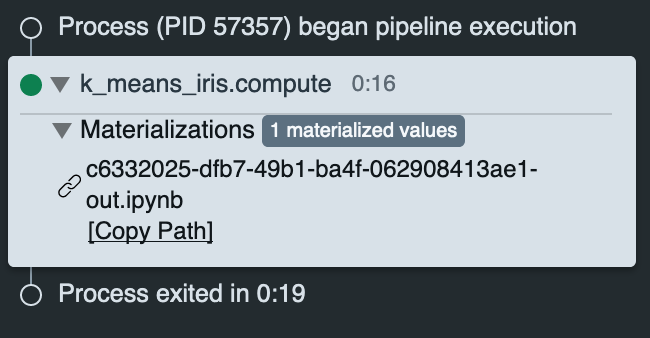 Process (PID 57357) began pipeline execution
k_means_iris.compute 0:16
Materializations 1 materialized values
c6332025-dfb7-49b1-ba4f-062908413ae1-
out.ipynb
[Copy Path]
Process exited in 0:19